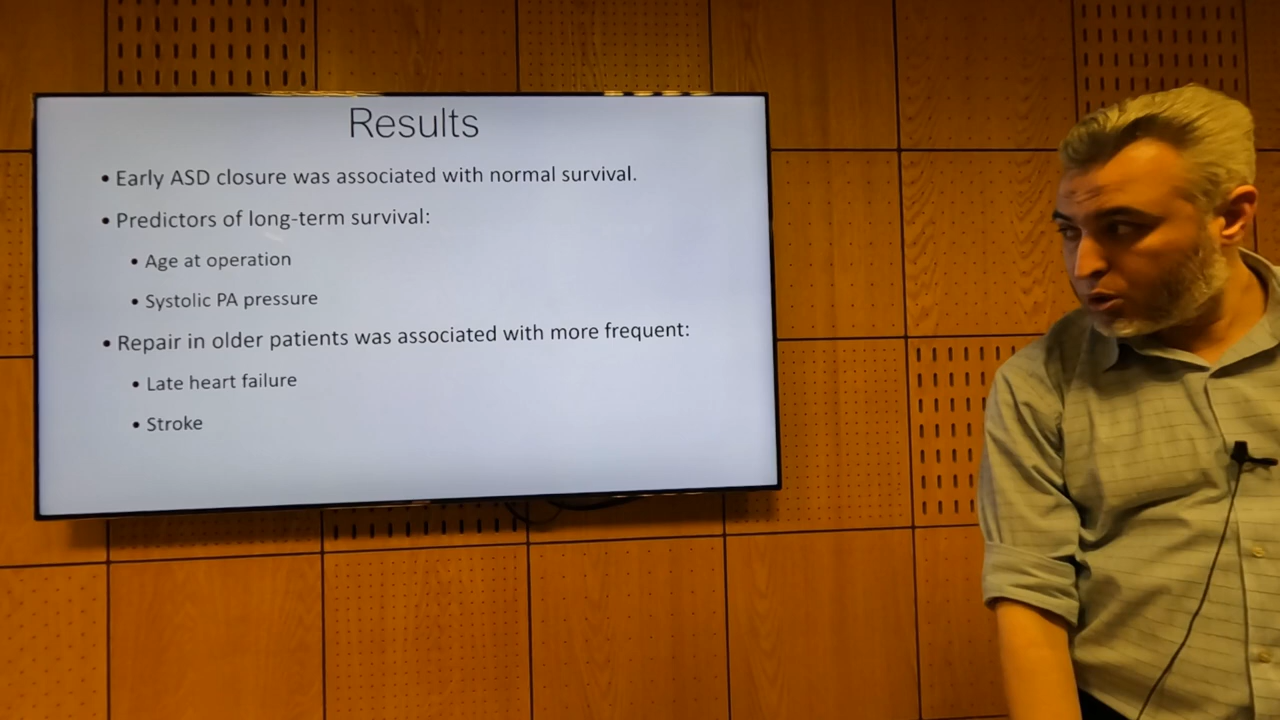 Results
• Early ASD closure was associated with normal survival.
• Predictors of long-term survival:
• Age at operation
• Systolic PA pressure
• Repair in older patients was associated with more frequent:
• Late heart failure
• Stroke